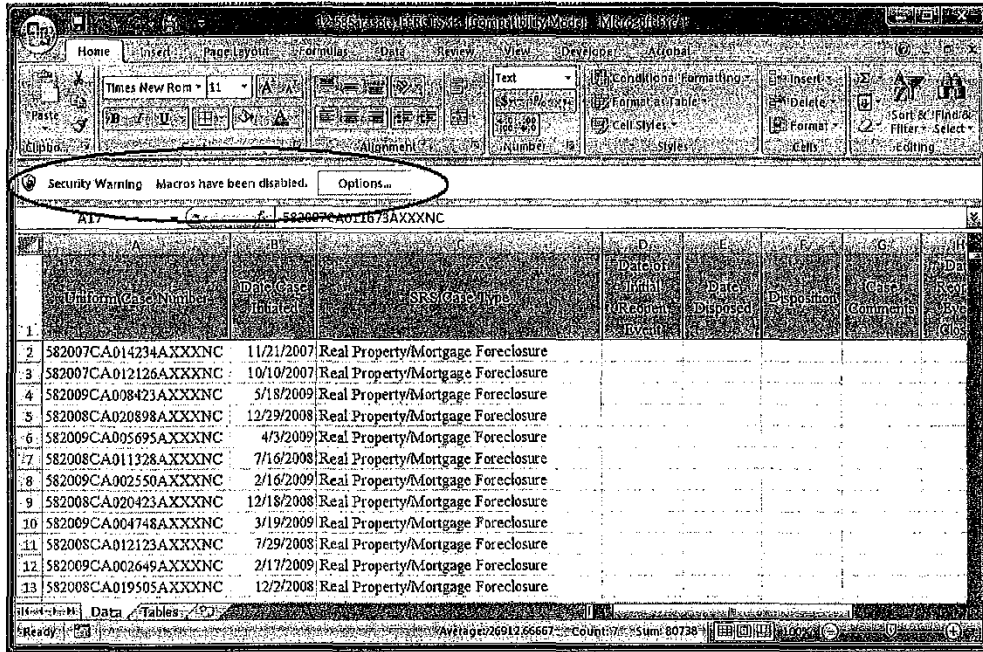 Home Insert Page Layout Formulas Data Review View Developer Acrobat
Paste
Times New Rom 11
Text
Conditional Formatting
Format as Table
Cell Styles
Insert
Delete
Format
Sort & Filter
Find & Select
Alignment Number Styles Cells Editing
Security Warning Macros have been disabled. Options...
A17 582007CA011673AXXXNC
A B C D E F G H
1 Uniform Case Number Date Case Initiated SRS Case Type Date of Initial Reopen Event Date Disposed Disposition Case Comments
2 582007CA014234AXXXNC 11/21/2007 Real Property/Mortgage Foreclosure
3 582007CA012126AXXXNC 10/10/2007 Real Property/Mortgage Foreclosure
4 582009CA008423AXXXNC 5/18/2009 Real Property/Mortgage Foreclosure
5 582008CA020898AXXXNC 12/29/2008 Real Property/Mortgage Foreclosure
6 582009CA005695AXXXNC 4/3/2009 Real Property/Mortgage Foreclosure
7 582008CA011328AXXXNC 7/16/2008 Real Property/Mortgage Foreclosure
8 582009CA002550AXXXNC 2/16/2009 Real Property/Mortgage Foreclosure
9 582008CA020423AXXXNC 12/18/2008 Real Property/Mortgage Foreclosure
10 582009CA004748AXXXNC 3/19/2009 Real Property/Mortgage Foreclosure
11 582008CA012123AXXXNC 7/29/2008 Real Property/Mortgage Foreclosure
12 582009CA002649AXXXNC 2/17/2009 Real Property/Mortgage Foreclosure
13 582008CA019505AXXXNC 12/2/2008 Real Property/Mortgage Foreclosure
Data Tables
Ready Average: 26912.66667 Count: 7 Sum: 80738 100%